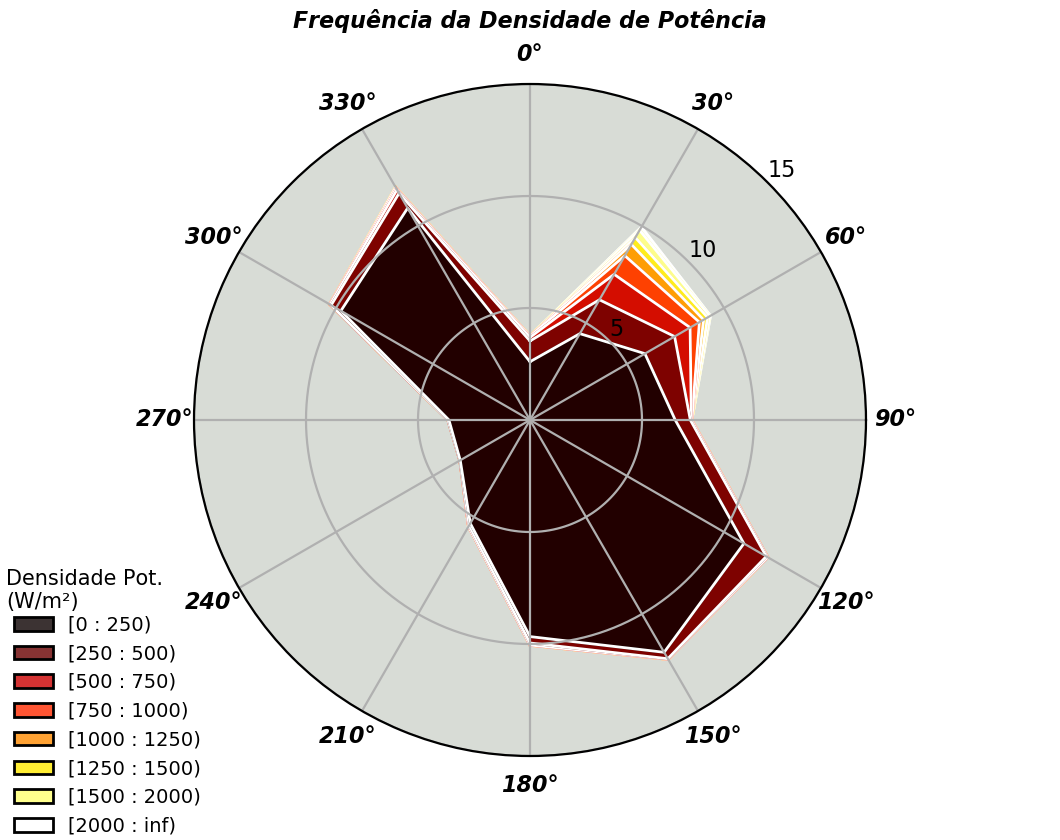 Frequência da Densidade de Potência
0°
30°
60°
90°
120°
150°
180°
210°
240°
270°
300°
330°
5
10
15
Densidade Pot.
(W/m²)
[0 : 250)
[250 : 500)
[500 : 750)
[750 : 1000)
[1000 : 1250)
[1250 : 1500)
[1500 : 2000)
[2000 : inf)